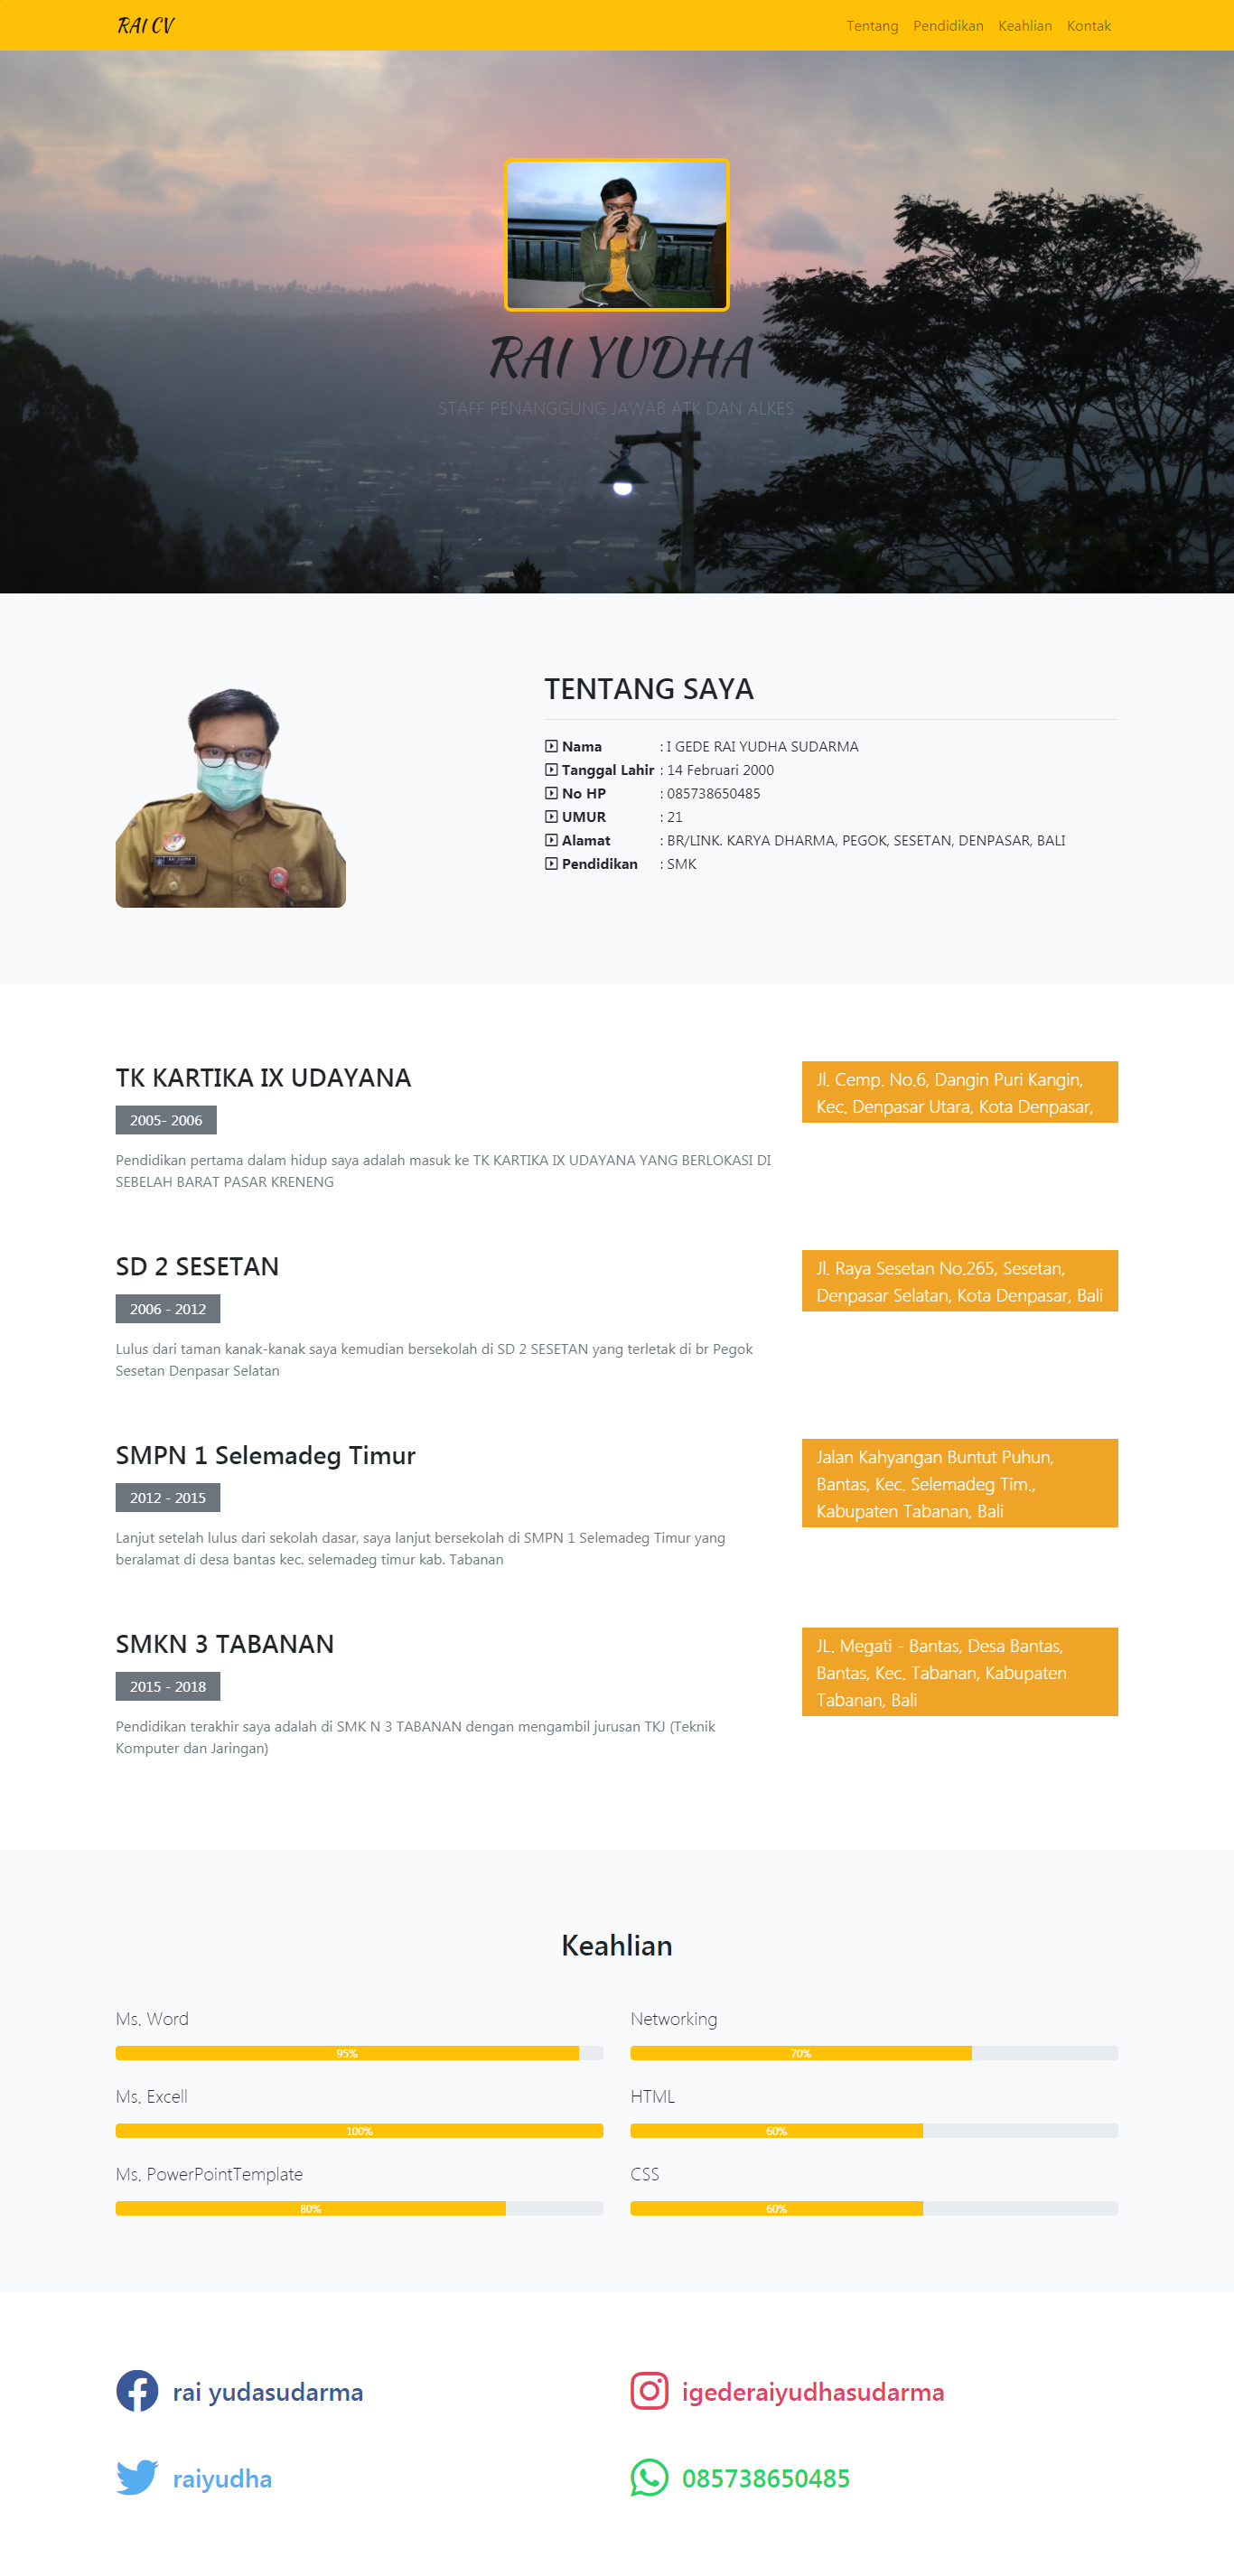 RAI CV
Tentang Pendidikan Keahlian Kontak
RAI YUDHA
STAFF PENANGGUNG JAWAB ATK DAN ALKES
TENTANG SAYA
Nama : I GEDE RAI YUDHA SUDARMA
Tanggal Lahir : 14 Februari 2000
No HP : 085738650485
UMUR : 21
Alamat : BR/LINK. KARYA DHARMA, PEGOK, SESETAN, DENPASAR, BALI
Pendidikan : SMK
TK KARTIKA IX UDAYANA
2005- 2006
Pendidikan pertama dalam hidup saya adalah masuk ke TK KARTIKA IX UDAYANA YANG BERLOKASI DI
SEBELAH BARAT PASAR KRENENG
Jl. Cemp. No.6, Dangin Puri Kangin,
Kec. Denpasar Utara, Kota Denpasar,
SD 2 SESETAN
2006 - 2012
Lulus dari taman kanak-kanak saya kemudian bersekolah di SD 2 SESETAN yang terletak di br Pegok
Sesetan Denpasar Selatan
Jl. Raya Sesetan No.265, Sesetan,
Denpasar Selatan, Kota Denpasar, Bali
SMPN 1 Selemadeg Timur
2012 - 2015
Lanjut setelah lulus dari sekolah dasar, saya lanjut bersekolah di SMPN 1 Selemadeg Timur yang
beralamat di desa bantas kec. selemadeg timur kab. Tabanan
Jalan Kahyangan Buntut Puhun,
Bantas, Kec. Selemadeg Tim.,
Kabupaten Tabanan, Bali
SMKN 3 TABANAN
2015 - 2018
Pendidikan terakhir saya adalah di SMK N 3 TABANAN dengan mengambil jurusan TKJ (Teknik
Komputer dan Jaringan)
JL. Megati - Bantas, Desa Bantas,
Bantas, Kec. Tabanan, Kabupaten
Tabanan, Bali
Keahlian
Ms. Word
95%
Networking
70%
Ms. Excell
100%
HTML
60%
Ms. PowerPointTemplate
80%
CSS
60%
rai yudasudarma
igederaiyudhasudarma
raiyudha
085738650485